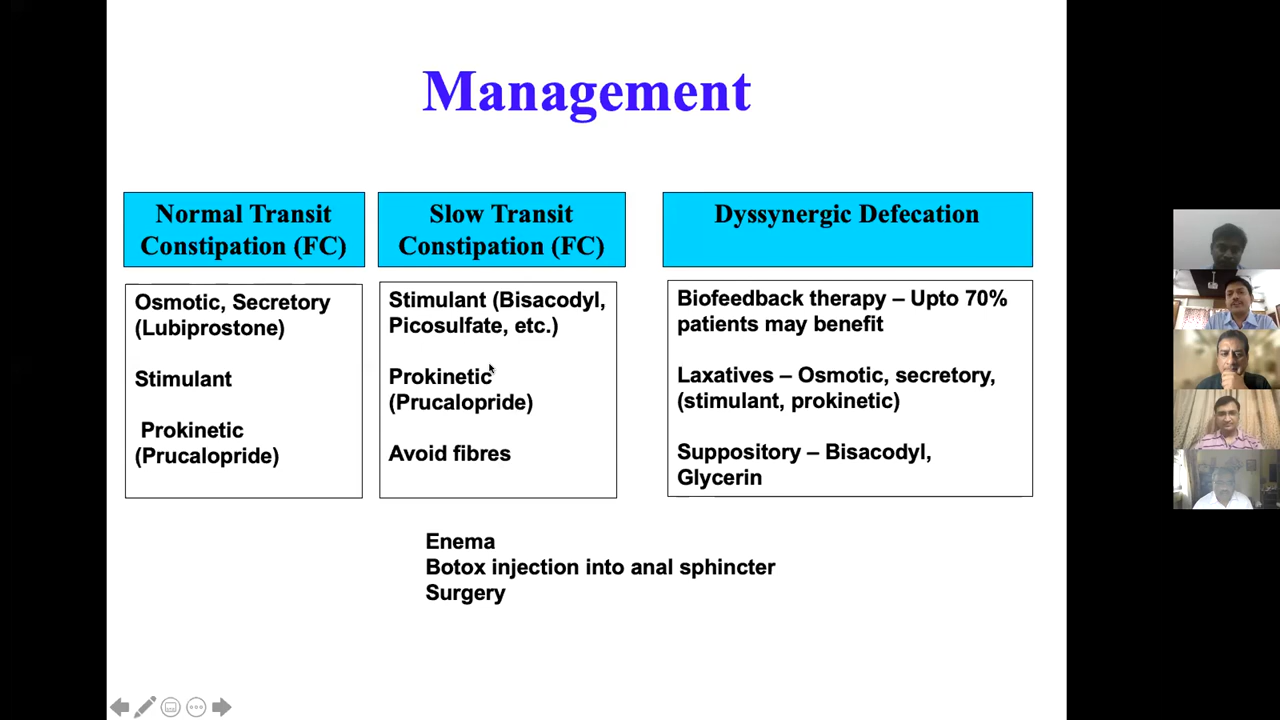 Management
Normal Transit
Constipation (FC)
Osmotic, Secretory
(Lubiprostone)
Stimulant
Prokinetic
(Prucalopride)
Slow Transit
Constipation (FC)
Stimulant (Bisacodyl,
Picosulfate, etc.)
Prokinetic
(Prucalopride)
Avoid fibres
Dyssynergic Defecation
Biofeedback therapy – Upto 70%
patients may benefit
Laxatives – Osmotic, secretory,
(stimulant, prokinetic)
Suppository – Bisacodyl,
Glycerin
Enema
Botox injection into anal sphincter
Surgery